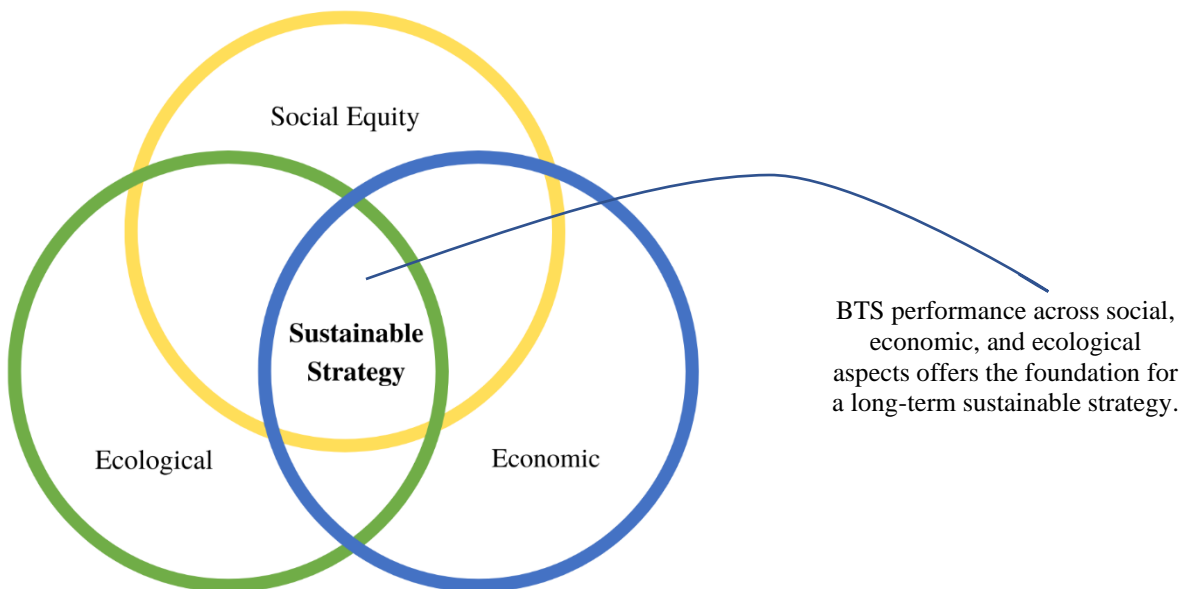 Social Equity
Sustainable
Strategy
Ecological
Economic
BTS performance across social,
economic, and ecological
aspects offers the foundation for
a long-term sustainable strategy.